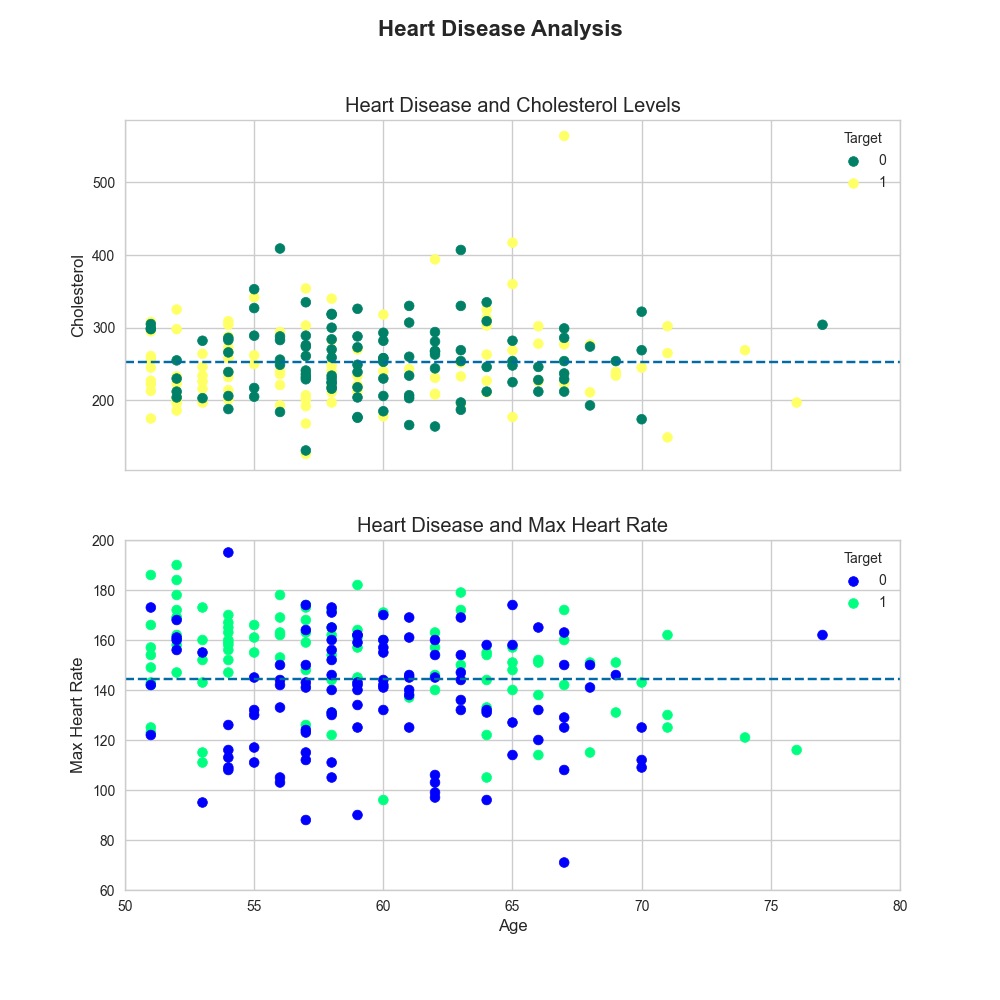 Heart Disease Analysis
Heart Disease and Cholesterol Levels
Target
0
1
500
400
300
200
Cholesterol
Heart Disease and Max Heart Rate
Target
0
1
200
180
160
140
120
100
80
60
Max Heart Rate
50 55 60 65 70 75 80
Age